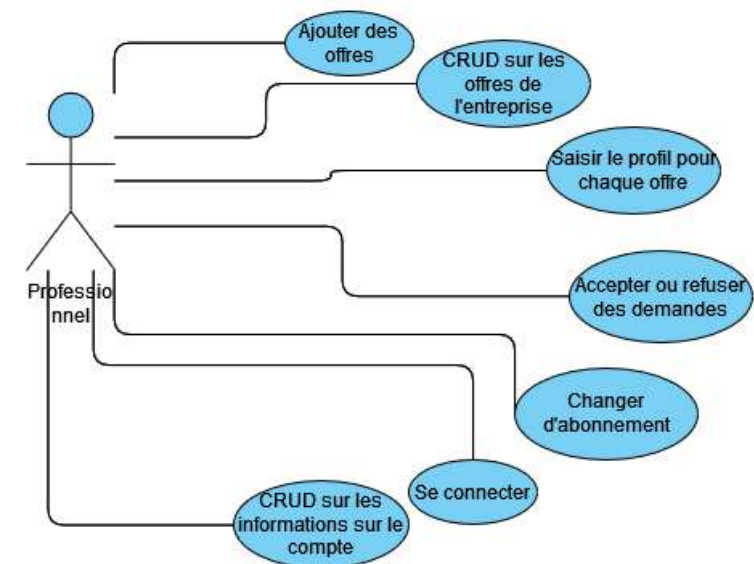 Ajouter des
offres
CRUD sur les
offres de
l'entreprise
Saisir le profil pour
chaque offre
Accepter ou refuser
des demandes
Professio
nnel
Changer
d'abonnement
Se connecter
CRUD sur les
informations sur le
compte